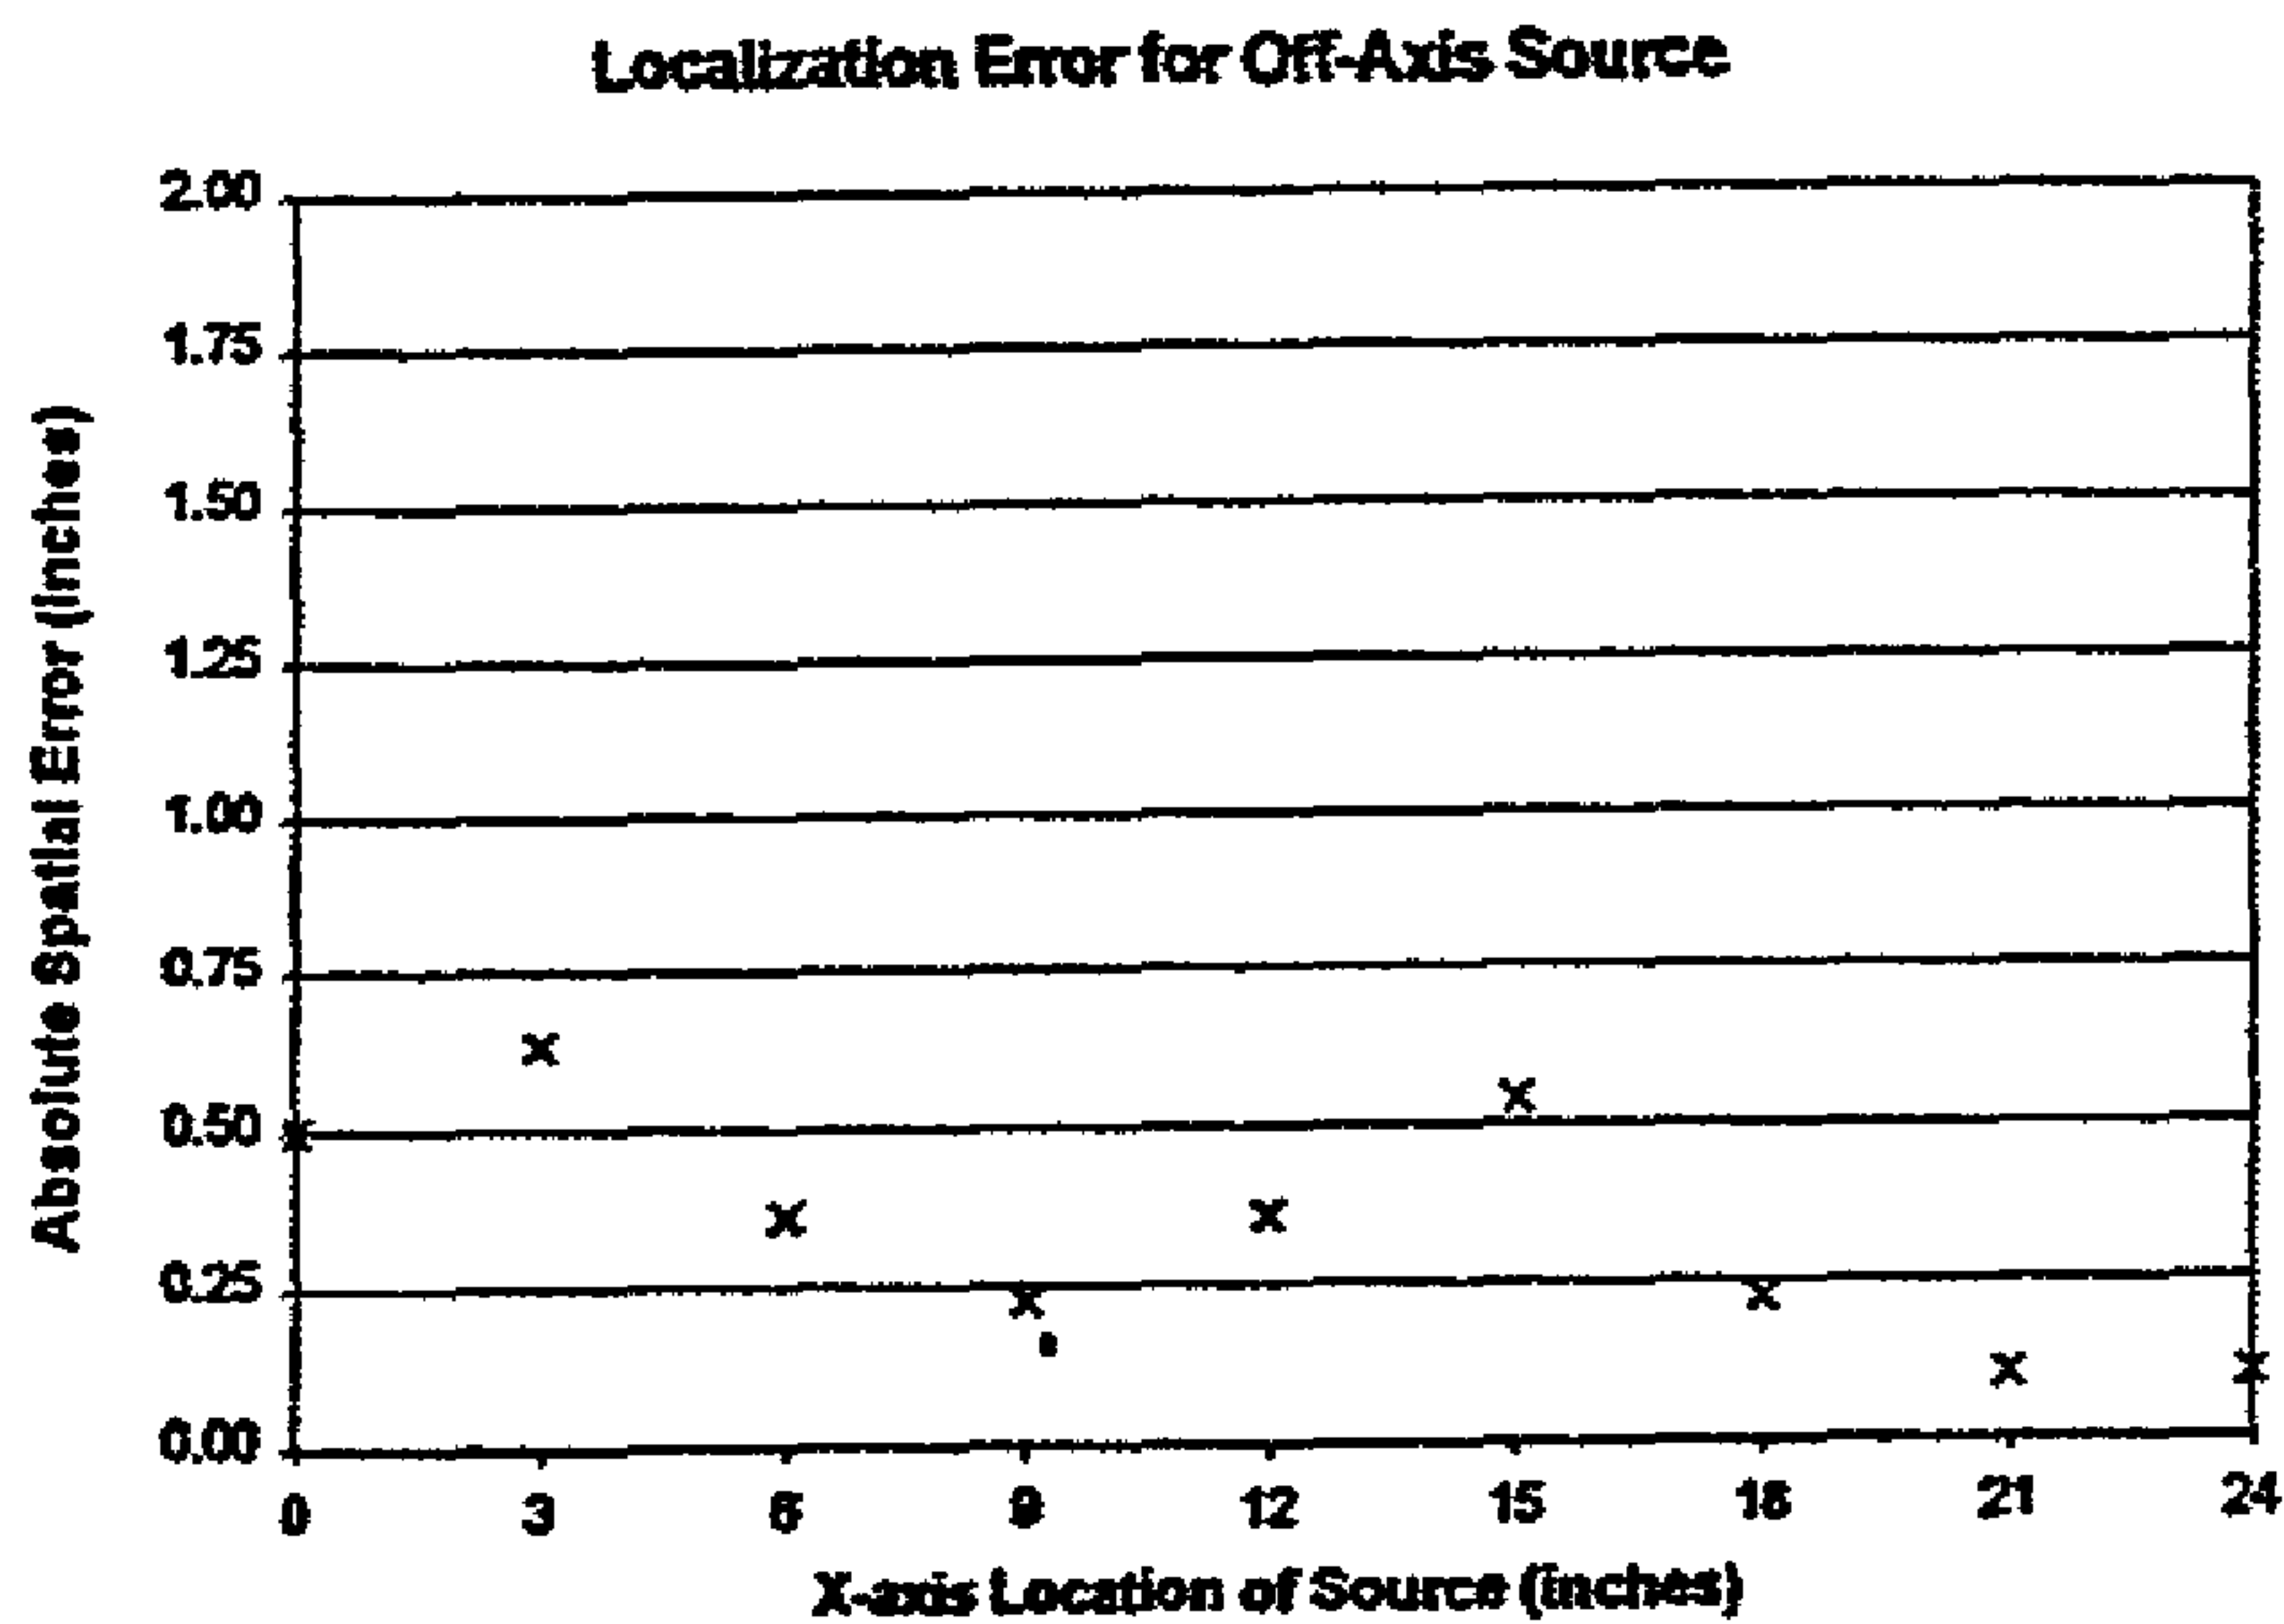 Localization Error for Off-Axis Source
Absolute Spatial Error (inches)
2.00
1.75
1.50
1.25
1.00
0.75
0.50
0.25
0.00
0 3 6 9 12 15 18 21 24
X-axis Location of Source (inches)